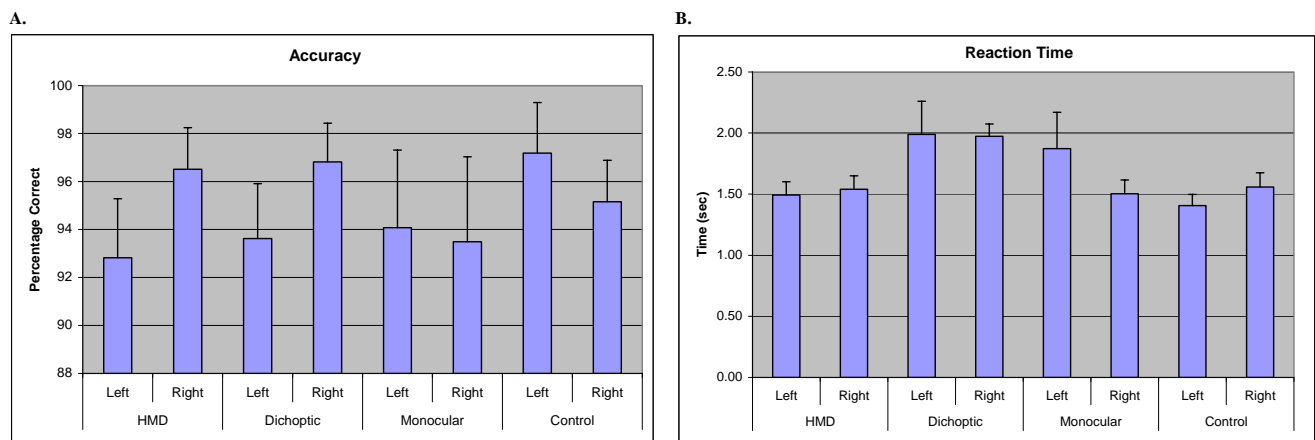 A.
Accuracy
Percentage Correct
100
98
96
94
92
90
88
Left Right Left Right Left Right Left Right
HMD Dichoptic Monocular Control
B.
Reaction Time
Time (sec)
2.50
2.00
1.50
1.00
0.50
0.00
Left Right Left Right Left Right Left Right
HMD Dichoptic Monocular Control